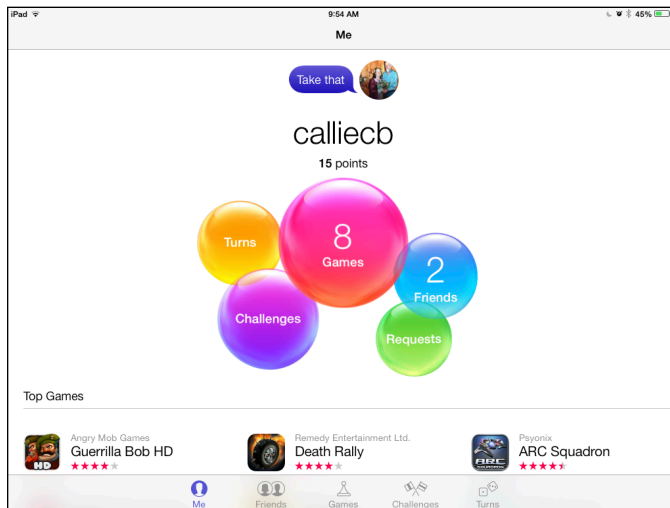 iPad 9:54 AM 45%
Me
Take that
calliecb
15 points
Turns
8
Games
2
Friends
Challenges
Requests
Top Games
Angry Mob Games
Guerrilla Bob HD
HD
Remedy Entertainment Ltd.
Death Rally
Psyonix
ARC Squadron
ARC
SQUADRON
Me Friends Games Challenges Turns